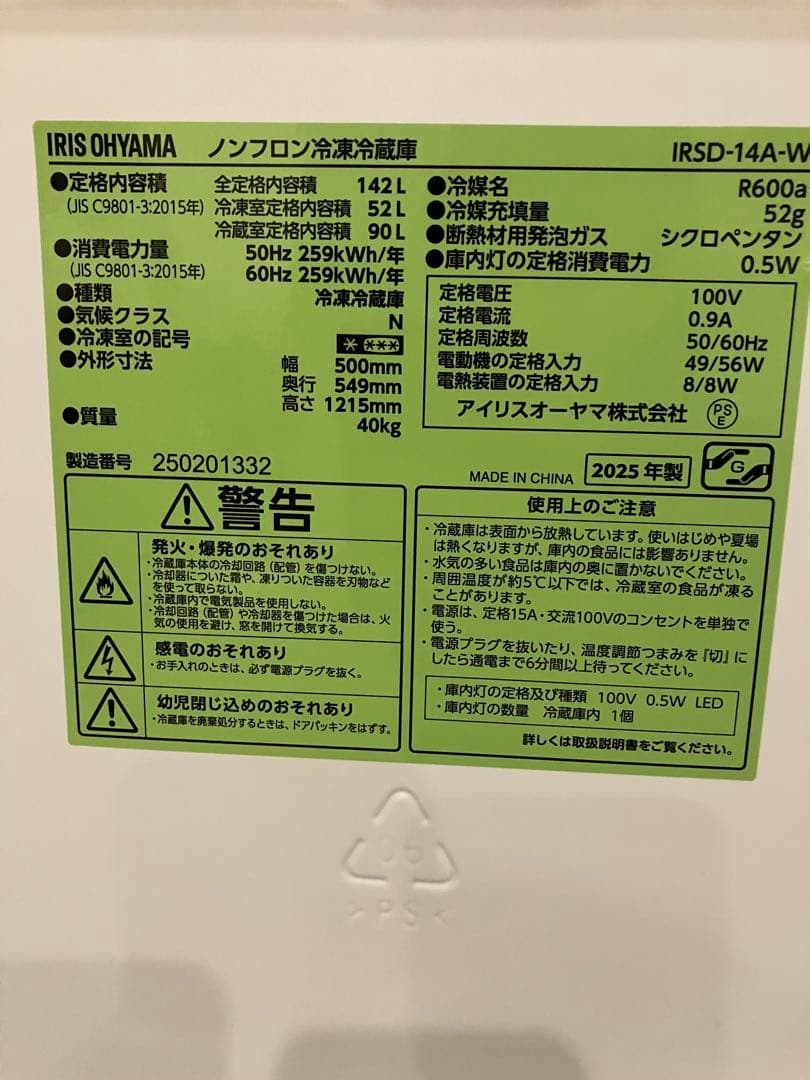 IRIS OHYAMA ノンフロン冷凍冷蔵庫 IRSD-14A-W
●定格内容積 全定格内容積 142L
(JIS C9801-3:2015年) 冷凍室定格内容積 52L
冷蔵室定格内容積 90L
●消費電力量 50Hz 259kWh/年
(JIS C9801-3:2015年) 60Hz 259kWh/年
●種類 冷凍冷蔵庫
●気候クラス N
●冷凍室の記号 * ***
●外形寸法 幅 500mm
奥行 549mm
高さ 1215mm
●質量 40kg
●冷媒名 R600a
●冷媒充填量 52g
●断熱材用発泡ガス シクロペンタン
●庫内灯の定格消費電力 0.5W
定格電圧 100V
定格電流 0.9A
定格周波数 50/60Hz
電動機の定格入力 49/56W
電熱装置の定格入力 8/8W
アイリスオーヤマ株式会社 PS
E
製造番号 250201332
MADE IN CHINA 2025年製 G
警告
発火・爆発のおそれあり
・冷蔵庫本体の冷却回路(配管)を傷つけない。
・冷却器についた霜や、凍りついた容器を刃物など
を使って取らない。
・冷蔵庫内で電気製品を使用しない。
・冷却回路(配管)や冷却器を傷つけた場合は、火
気の使用を避け、窓を開けて換気する。
感電のおそれあり
・お手入れのときは、必ず電源プラグを抜く。
幼児閉じ込めのおそれあり
・冷蔵庫を廃棄処分するときは、ドアパッキンをはずす。
使用上のご注意
・冷蔵庫は表面から放熱しています。使いはじめや夏場
は熱くなりますが、庫内の食品には影響ありません。
・水気の多い食品は庫内の奥に置かないでください。
・周囲温度が約5℃以下では、冷蔵室の食品が凍る
ことがあります。
・電源は、定格15A・交流100Vのコンセントを単独で
使う。
・電源プラグを抜いたり、温度調節つまみを『切』に
したら通電まで6分間以上待ってください。
・庫内灯の定格及び種類 100V 0.5W LED
・庫内灯の数量 冷蔵庫内 1個
詳しくは取扱説明書をご覧ください。
06
>PS<